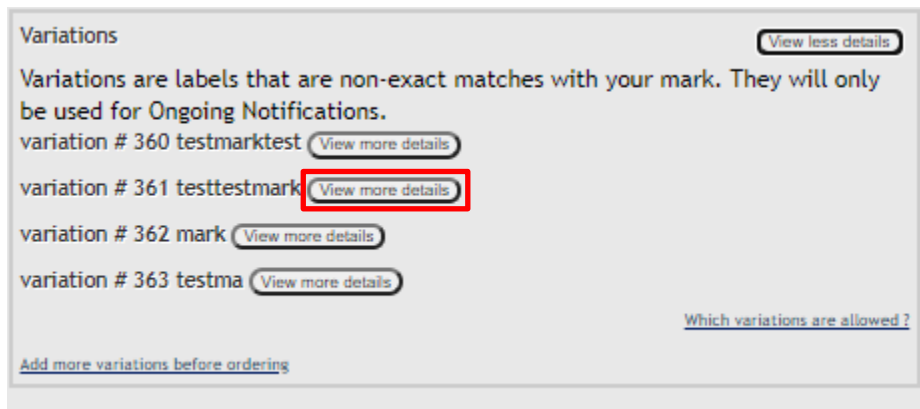 Variations
View less details
Variations are labels that are non-exact matches with your mark. They will only
be used for Ongoing Notifications.
variation # 360 testmarktest View more details
variation # 361 testtestmark View more details
variation # 362 mark View more details
variation # 363 testma View more details
Which variations are allowed ?
Add more variations before ordering